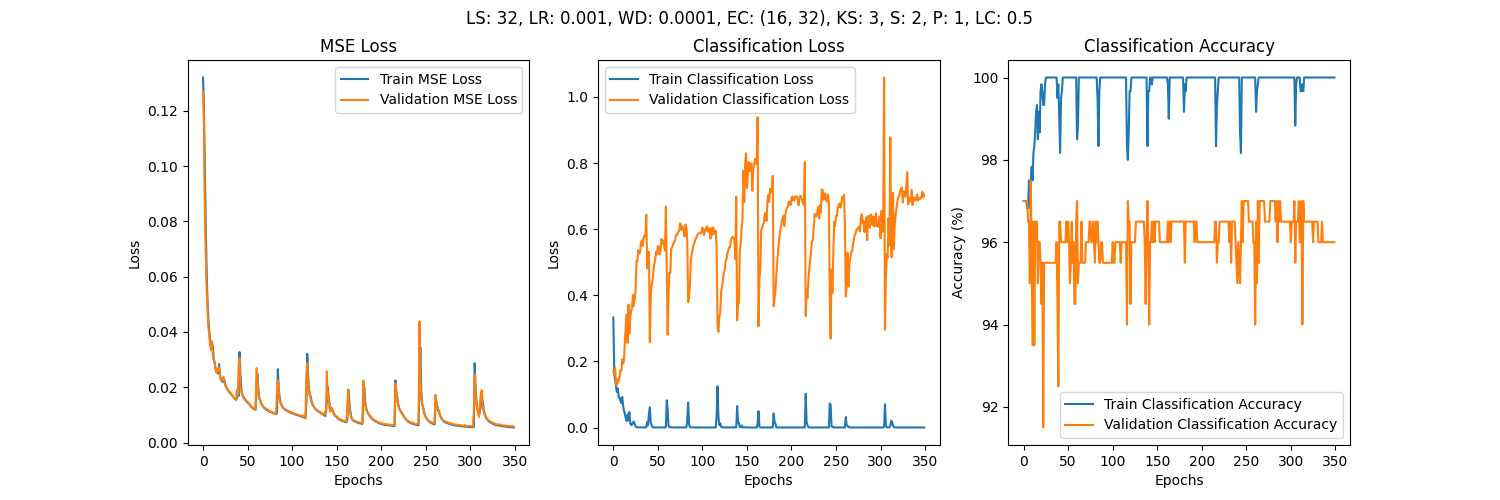 LS: 32, LR: 0.001, WD: 0.0001, EC: (16, 32), KS: 3, S: 2, P: 1, LC: 0.5
MSE Loss
Train MSE Loss
Validation MSE Loss
0.12
0.10
0.08
0.06
0.04
0.02
0.00
Loss
0 50 100 150 200 250 300 350
Epochs
Classification Loss
Train Classification Loss
Validation Classification Loss
1.0
0.8
0.6
0.4
0.2
0.0
Loss
0 50 100 150 200 250 300 350
Epochs
Classification Accuracy
100
98
96
94
92
Accuracy (%)
Train Classification Accuracy
Validation Classification Accuracy
0 50 100 150 200 250 300 350
Epochs